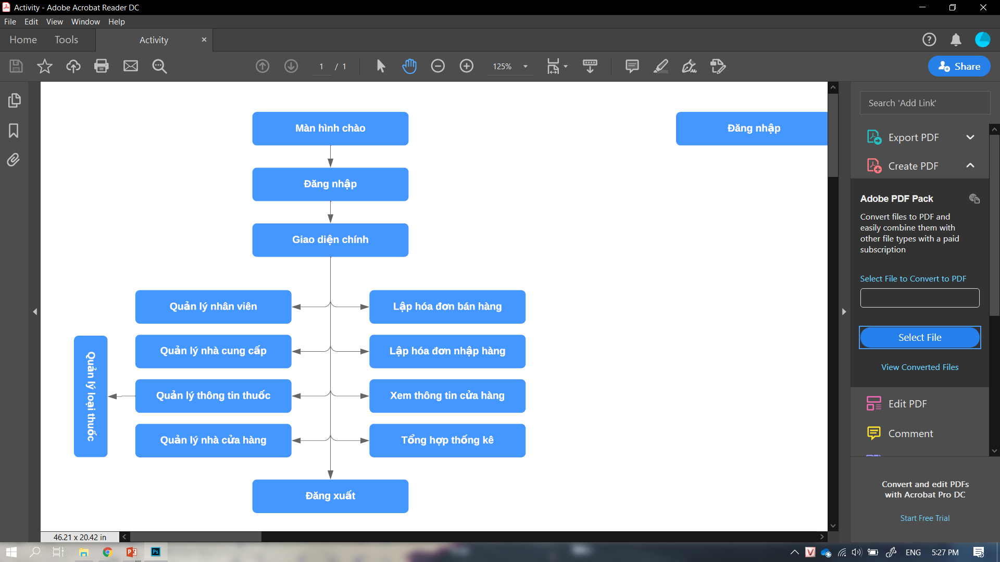 Activity - Adobe Acrobat Reader DC
File Edit View Window Help
Home Tools Activity
1 / 1 125% Share
Màn hình chào
Đăng nhập
Đăng nhập
Giao diện chính
Quản lý nhân viên
Lập hóa đơn bán hàng
Quản lý nhà cung cấp
Lập hóa đơn nhập hàng
Quản lý loại thuốc
Quản lý thông tin thuốc
Xem thông tin cửa hàng
Quản lý nhà cửa hàng
Tổng hợp thống kê
Đăng xuất
Search 'Add Link'
Export PDF
Create PDF
Adobe PDF Pack
Convert files to PDF and
easily combine them with
other file types with a paid
subscription
Select File to Convert to PDF
Select File
View Converted Files
Edit PDF
Comment
Convert and edit PDFs
with Acrobat Pro DC
Start Free Trial
46.21 x 20.42 in
Ps
V
ENG 5:27 PM